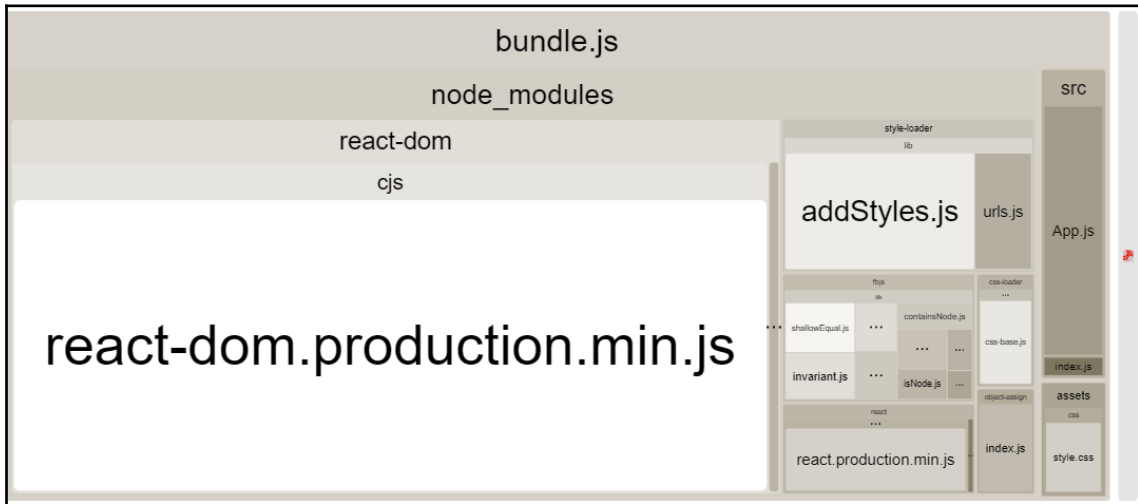 bundle.js
node_modules
src
react-dom
style-loader
lib
cjs
addStyles.js
urls.js
App.js
react-dom.production.min.js
...
fbjs
lib
shallowEqual.js
...
containsNode.js
...
...
invariant.js
...
isNode.js
...
css-loader
...
css-base.js
index.js
react
...
react.production.min.js
...
object-assign
index.js
assets
css
style.css